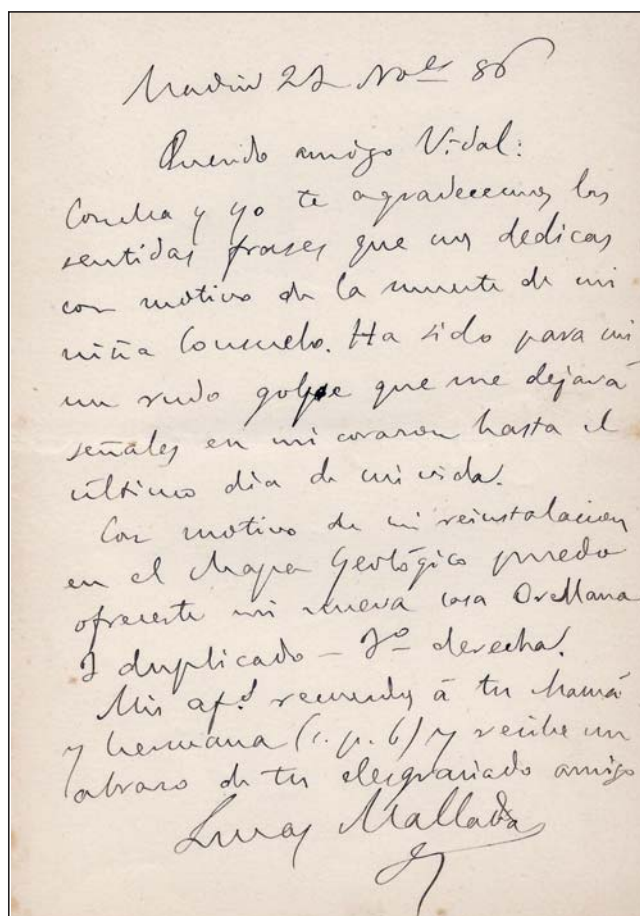 Madrid 22 Nobe 86
Querido amigo Vidal:
Concha y yo te agradecemos las
sentidas frases que nos dedicas
con motivo de la muerte de mi
niña Consuelo. Ha sido para mi
un rudo golpe que me dejará
señales en mi corazon hasta el
último dia de mi vida.
Con motivo de mi reinstalacion
en el Mapa Geológico puedo
ofrecerte mi nueva casa Orellana
duplicado – derecha.
Mis afs recuerdos á tu Mamá
y hermana (c. p. b) y recibe un
abrazo de tu desgraciado amigo
Lucas Mallada